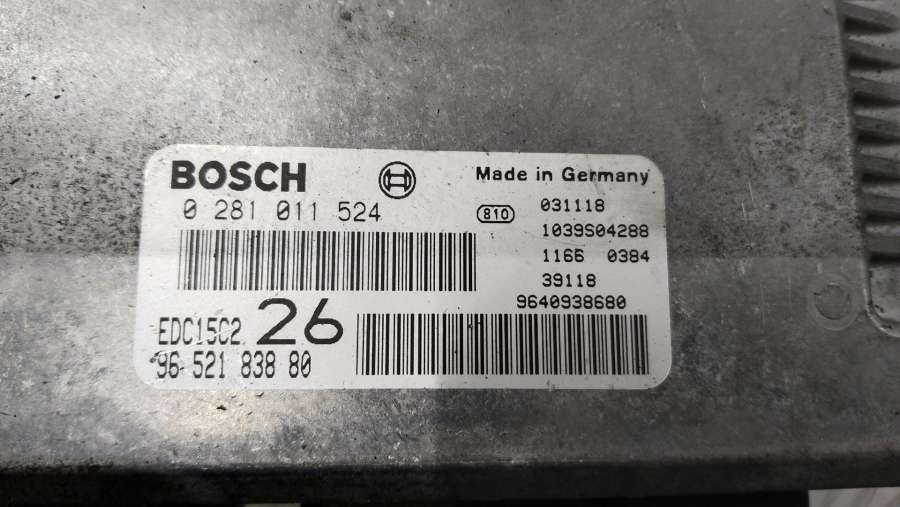 BOSCH
Made in Germany
0 281 011 524
810
031118
1039S04288
1166 0384
39118
9640938680
EDC15C2
26
96 521 838 80